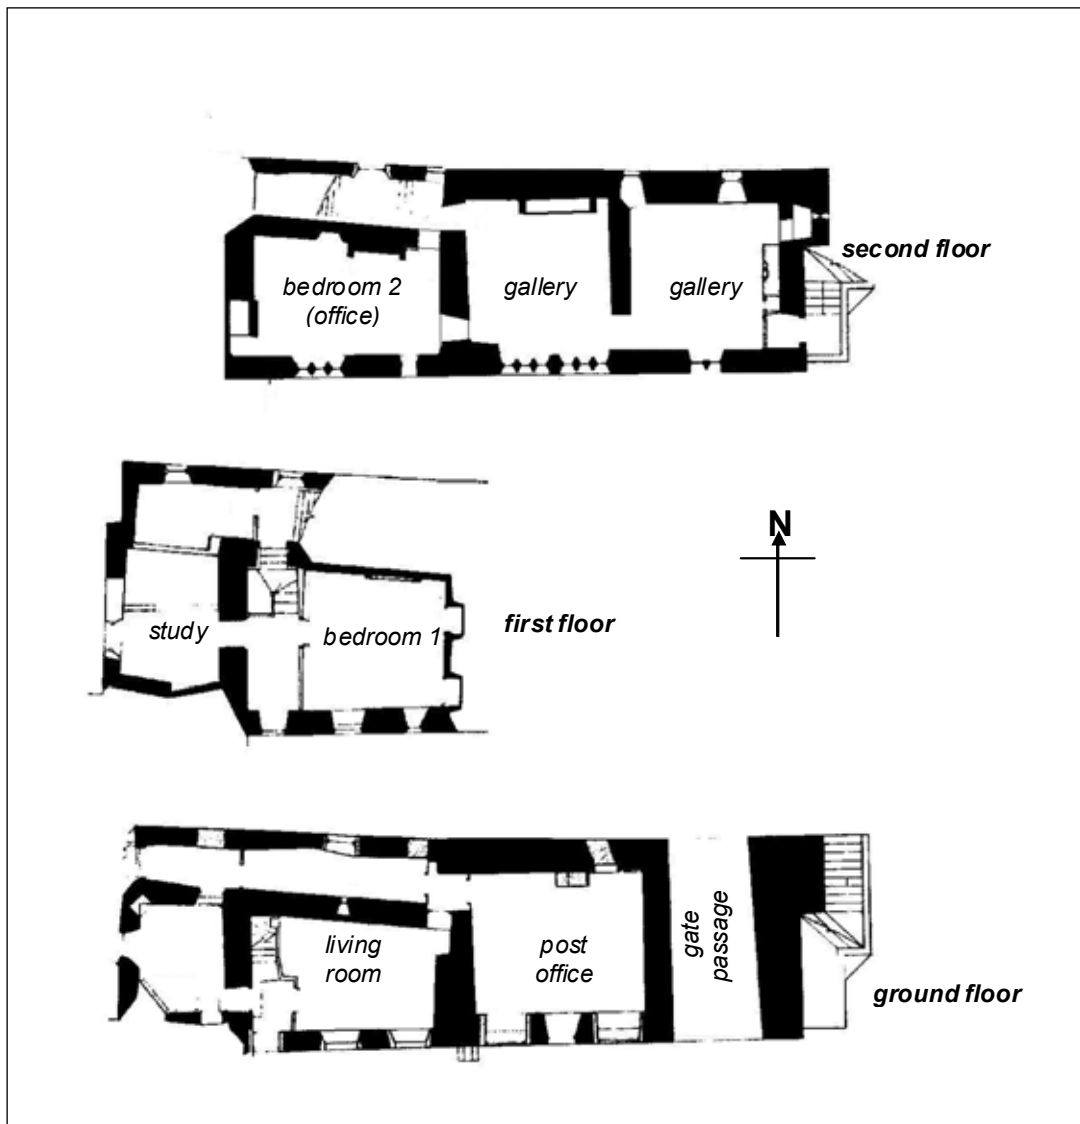 second floor
bedroom 2
(office)
gallery
gallery
N
first floor
study
bedroom 1
gate
passage
living
room
post
office
ground floor